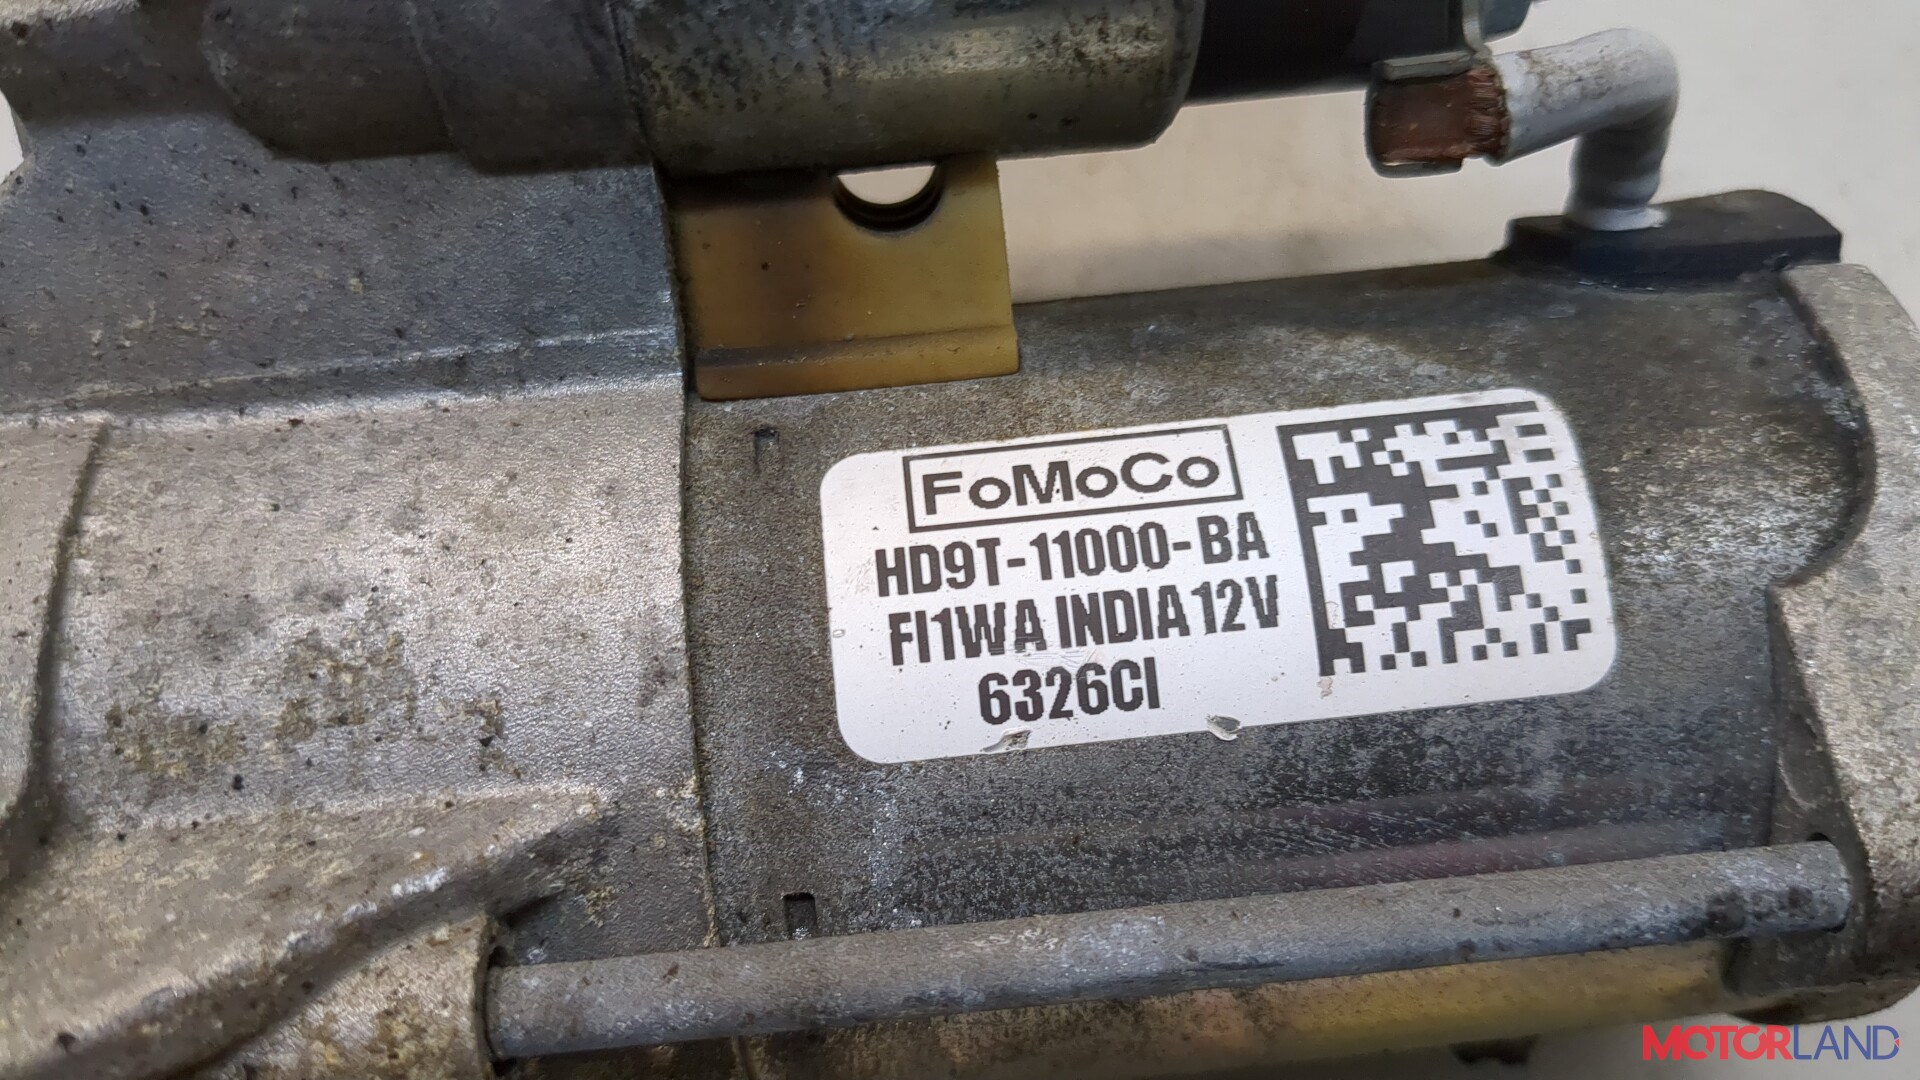 FoMoCo
HD9T-11000-BA
FI1WA INDIA 12V
6326CI
MOTORLAND